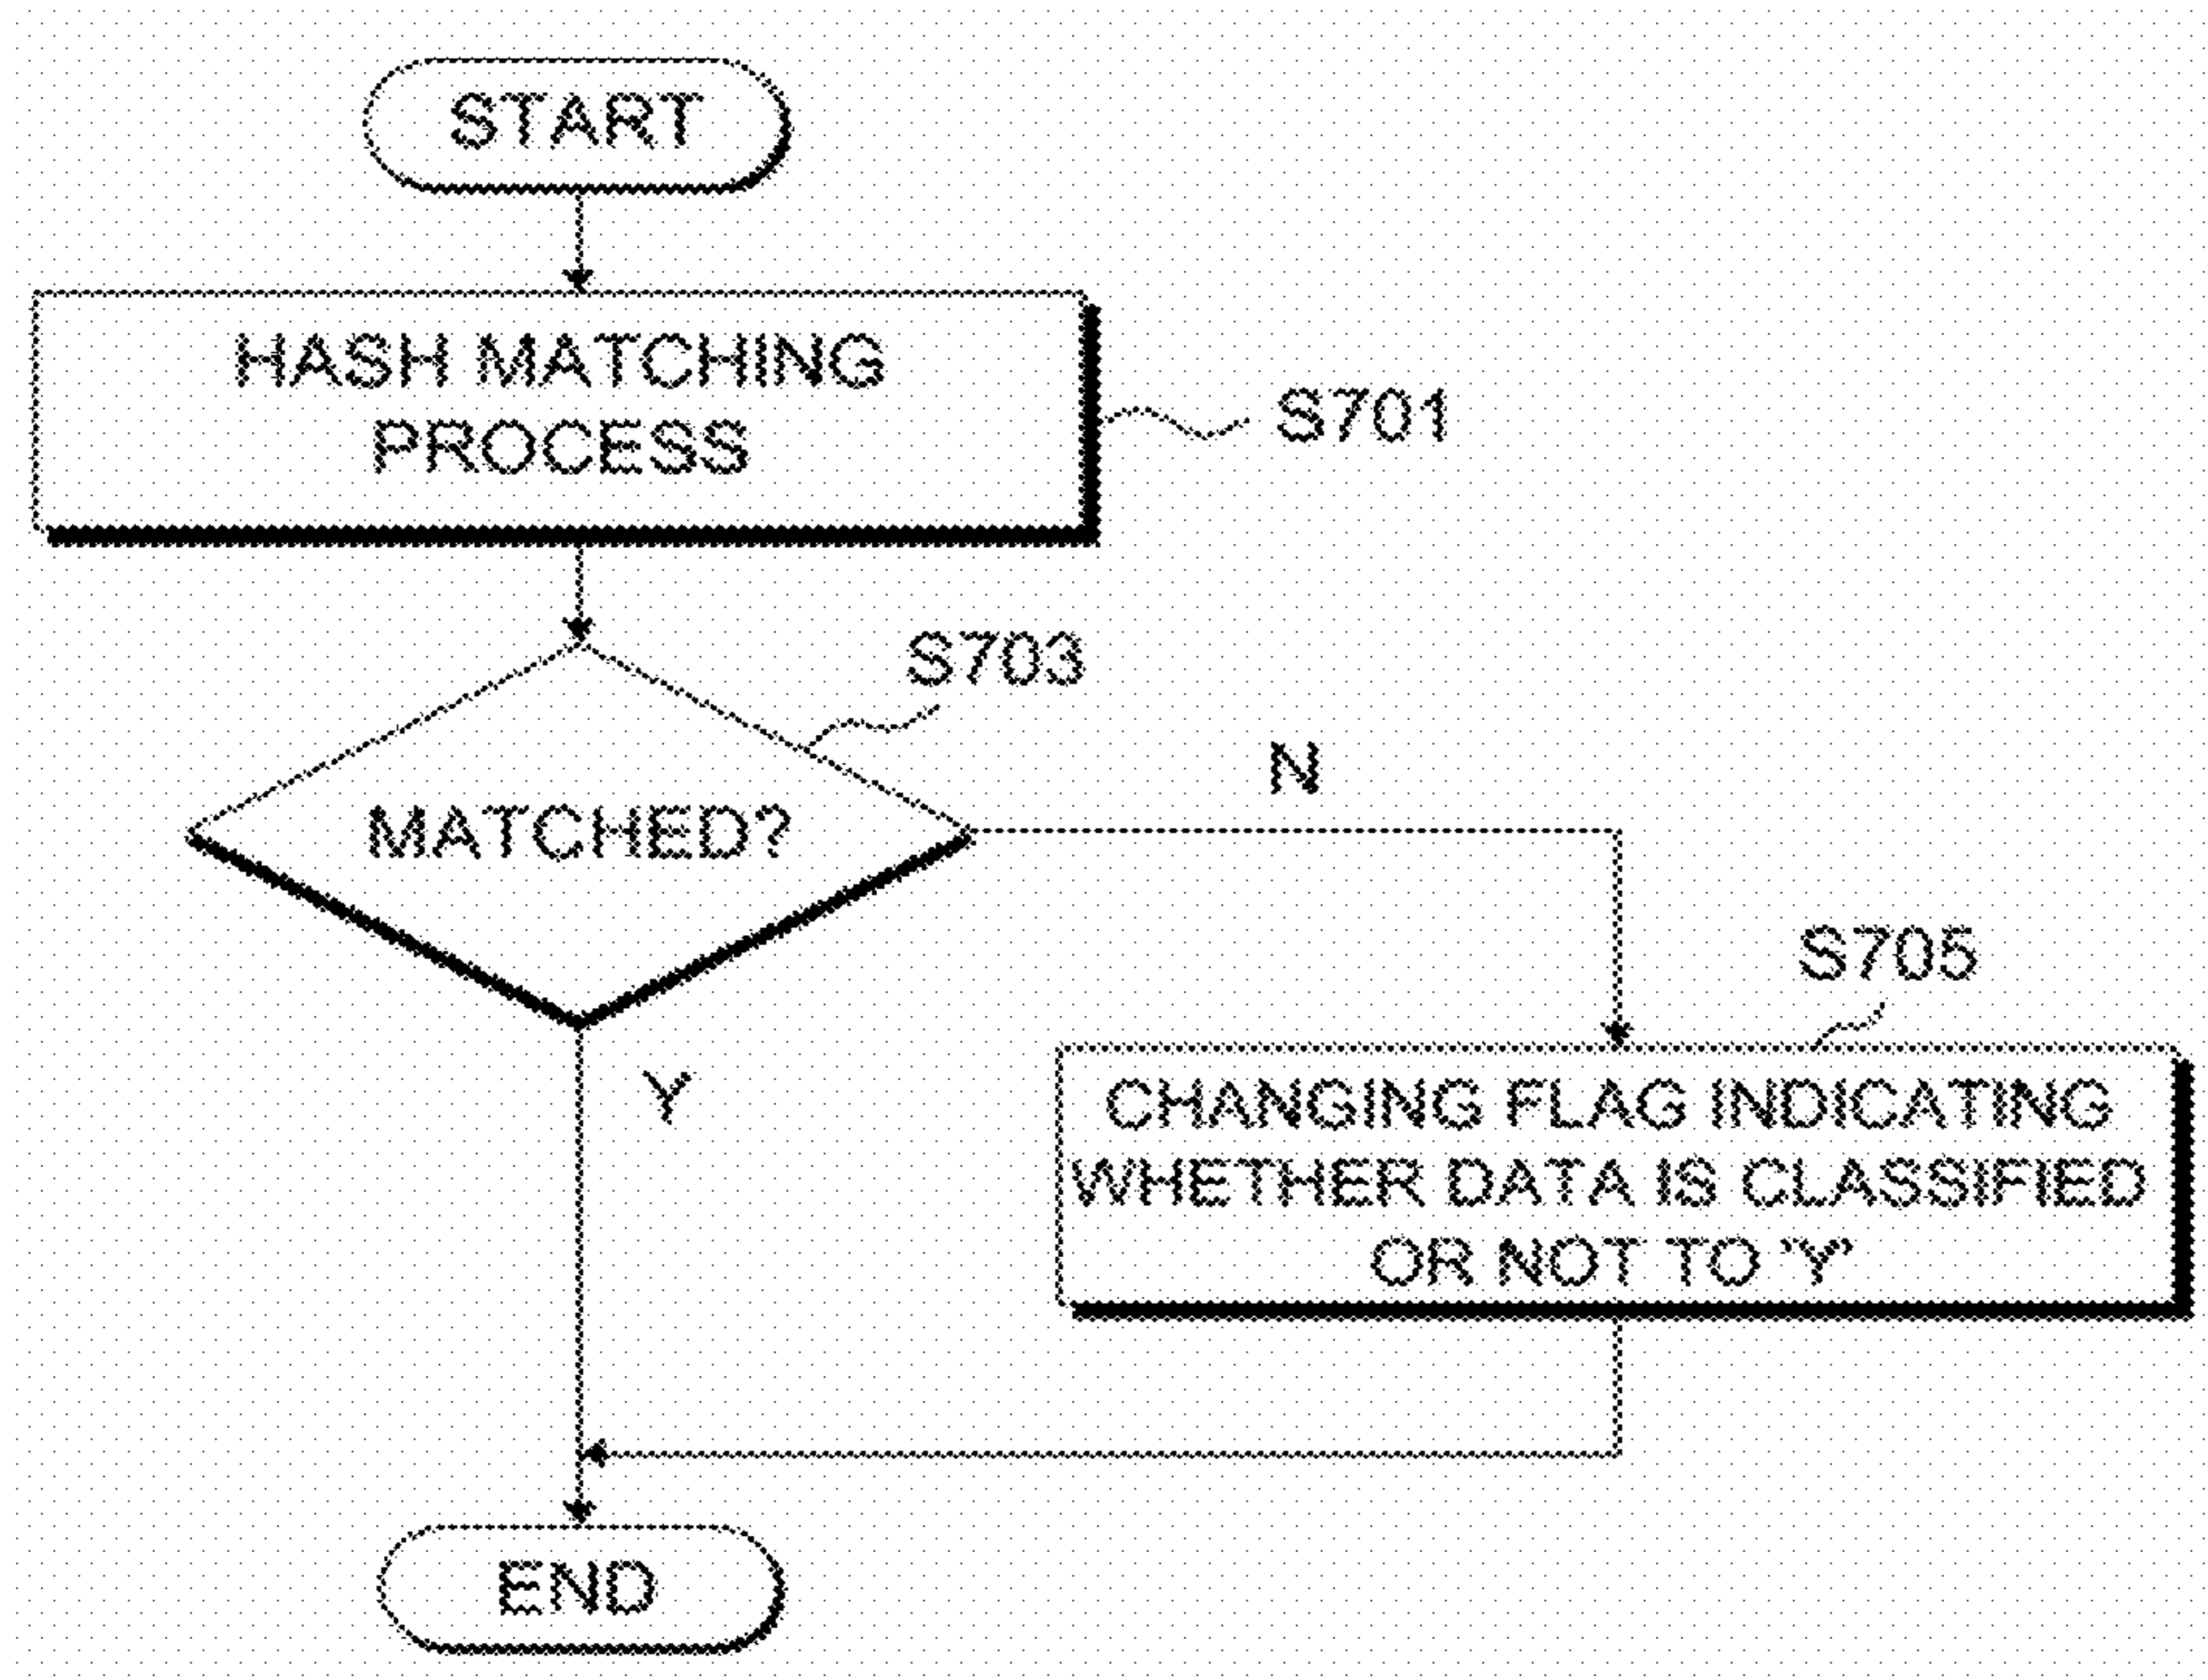 START
HASH MATCHING
PROCESS
S701
S703
MATCHED?
N
Y
S705
CHANGING FLAG INDICATING
WHETHER DATA IS CLASSIFIED
OR NOT TO 'Y'
END